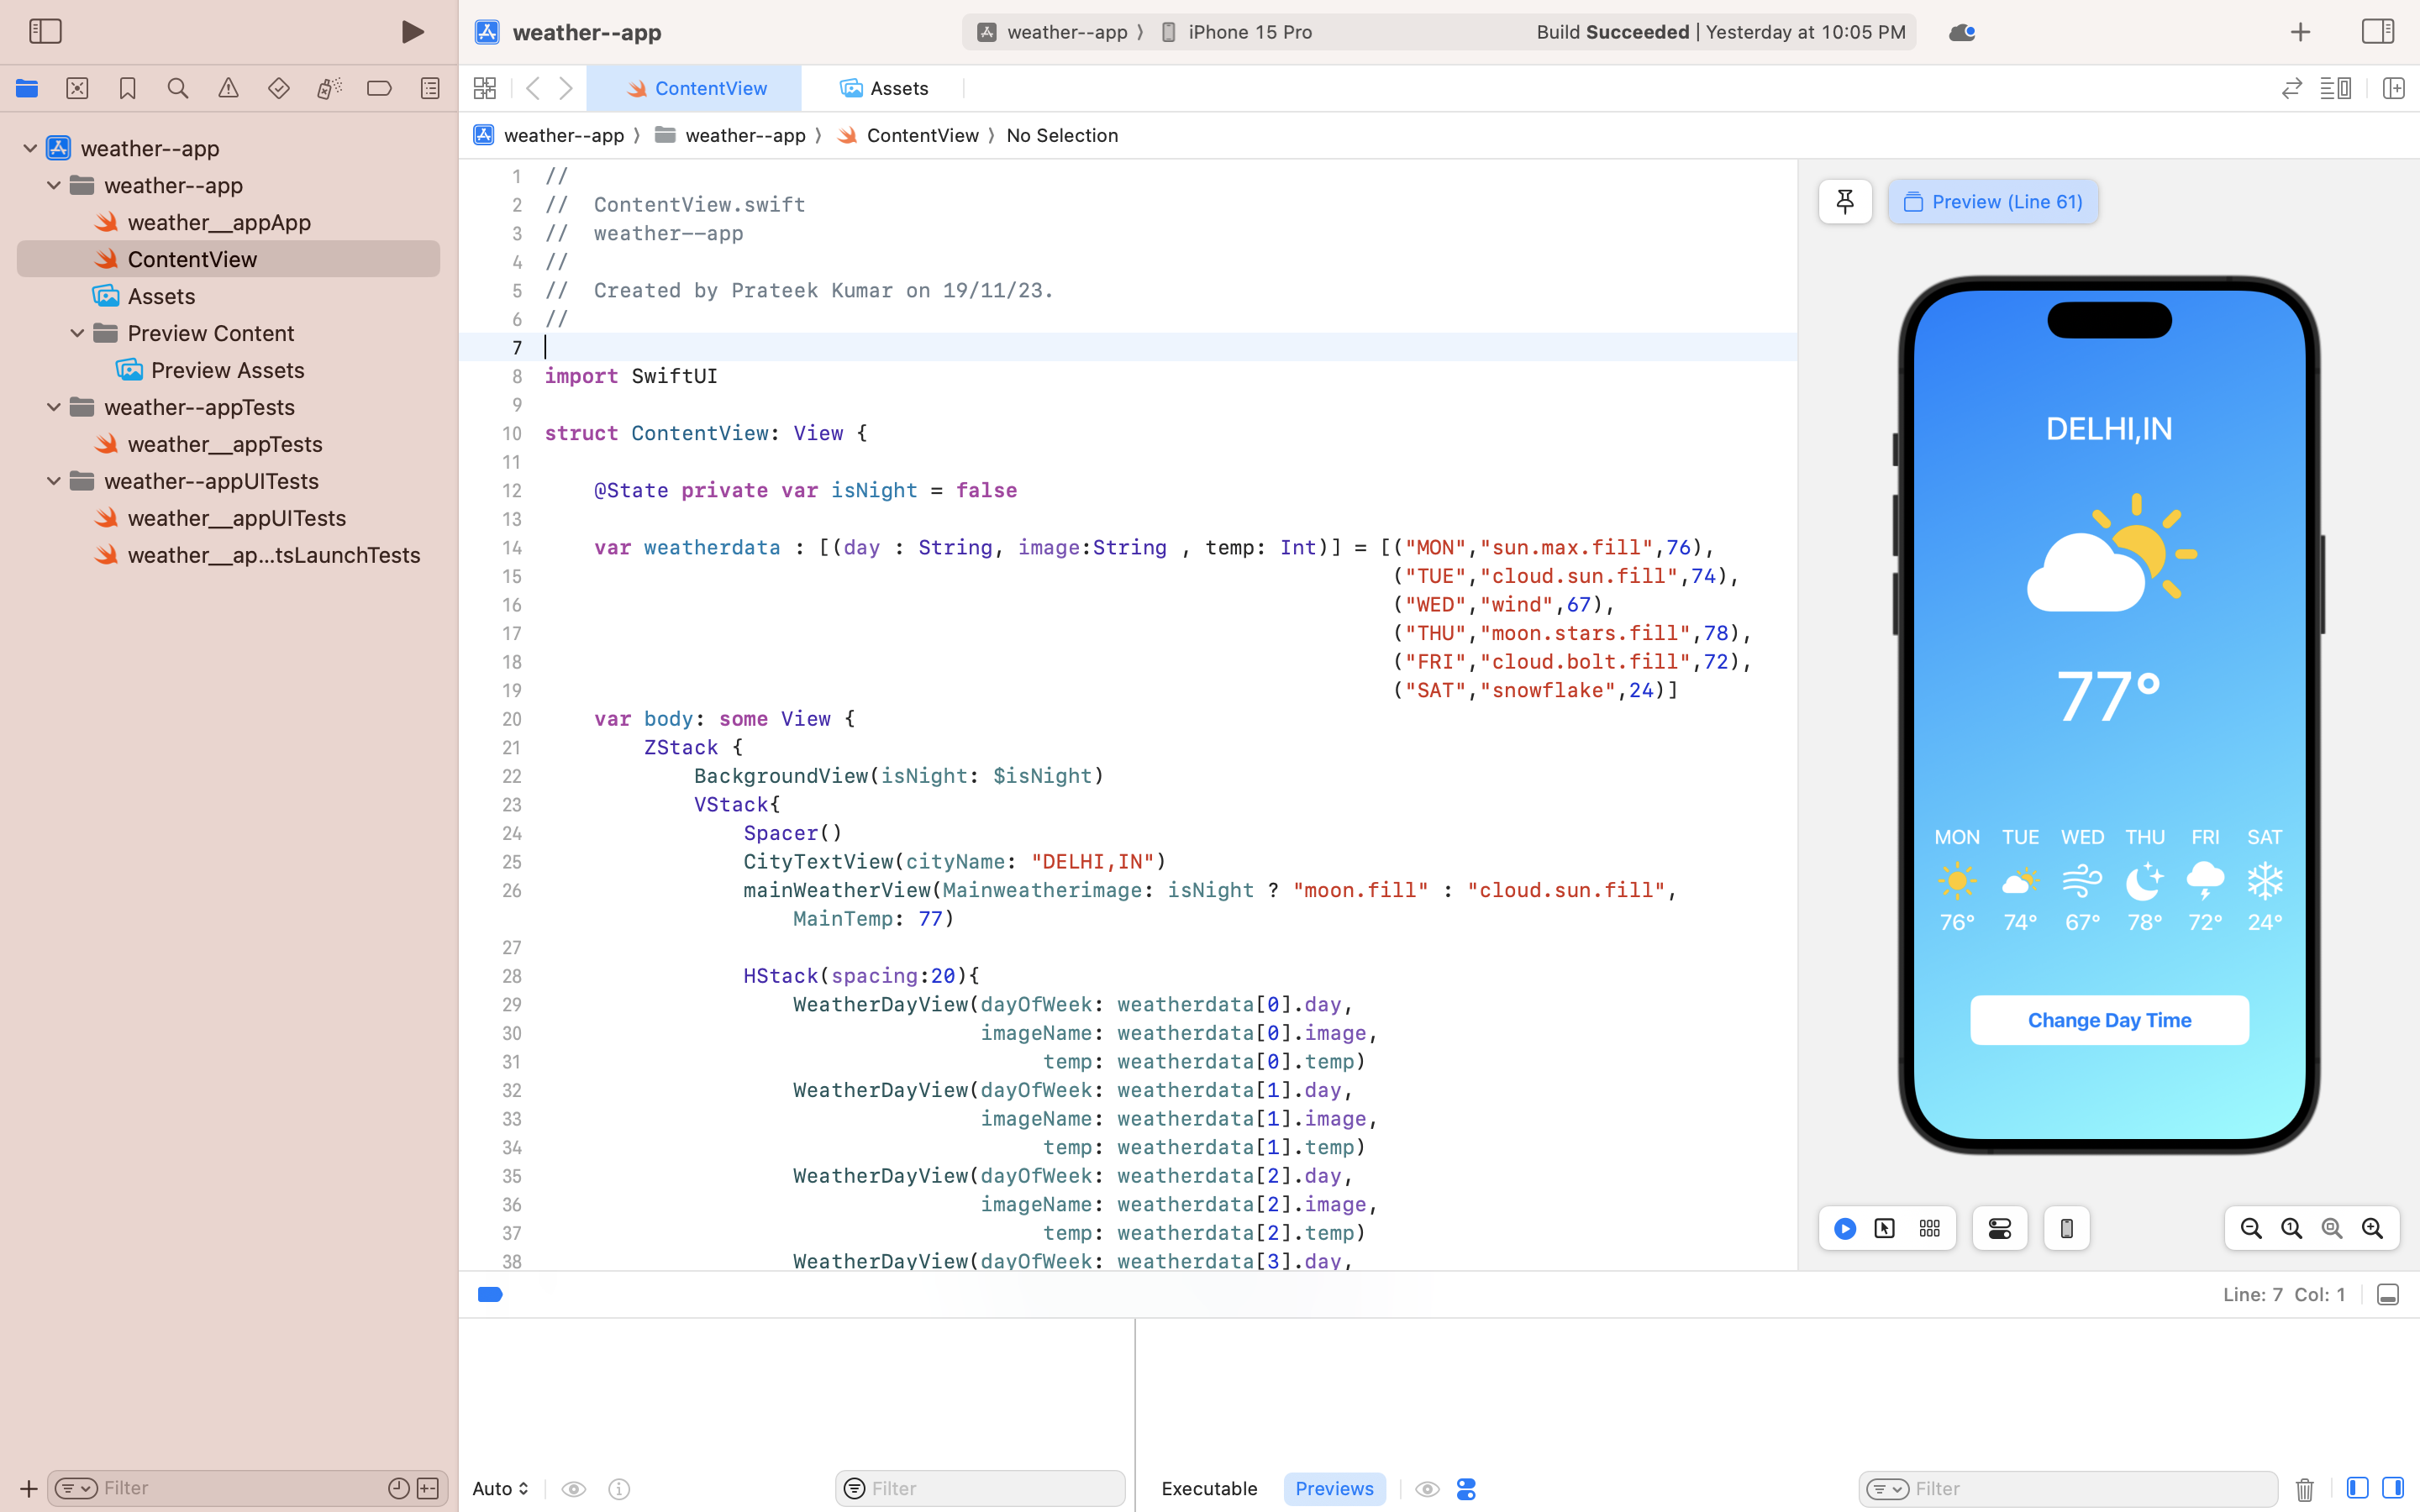 weather--app
weather--app
iPhone 15 Pro
Build Succeeded | Yesterday at 10:05 PM
ContentView
Assets
weather--app
weather--app
ContentView
No Selection
weather--app
weather--app
weather__appApp
ContentView
Assets
Preview Content
Preview Assets
weather--appTests
weather__appTests
weather--appUITests
weather__appUITests
weather__ap...tsLaunchTests
1 //
2 //  ContentView.swift
3 //  weather--app
4 //
5 //  Created by Prateek Kumar on 19/11/23.
6 //
7
8 import SwiftUI
9
10 struct ContentView: View {
11
12     @State private var isNight = false
13
14     var weatherdata : [(day : String, image:String , temp: Int)] = [("MON","sun.max.fill",76),
15                                                                     ("TUE","cloud.sun.fill",74),
16                                                                     ("WED","wind",67),
17                                                                     ("THU","moon.stars.fill",78),
18                                                                     ("FRI","cloud.bolt.fill",72),
19                                                                     ("SAT","snowflake",24)]
20     var body: some View {
21         ZStack {
22             BackgroundView(isNight: $isNight)
23             VStack{
24                 Spacer()
25                 CityTextView(cityName: "DELHI,IN")
26                 mainWeatherView(Mainweatherimage: isNight ? "moon.fill" : "cloud.sun.fill",
                    MainTemp: 77)
27
28                 HStack(spacing:20){
29                     WeatherDayView(dayOfWeek: weatherdata[0].day,
30                                    imageName: weatherdata[0].image,
31                                         temp: weatherdata[0].temp)
32                     WeatherDayView(dayOfWeek: weatherdata[1].day,
33                                    imageName: weatherdata[1].image,
34                                         temp: weatherdata[1].temp)
35                     WeatherDayView(dayOfWeek: weatherdata[2].day,
36                                    imageName: weatherdata[2].image,
37                                         temp: weatherdata[2].temp)
38                     WeatherDayView(dayOfWeek: weatherdata[3].day,
Preview (Line 61)
DELHI,IN
77°
MON TUE WED THU FRI SAT
76° 74° 67° 78° 72° 24°
Change Day Time
Line: 7 Col: 1
Filter
Auto
Filter
Executable
Previews
Filter